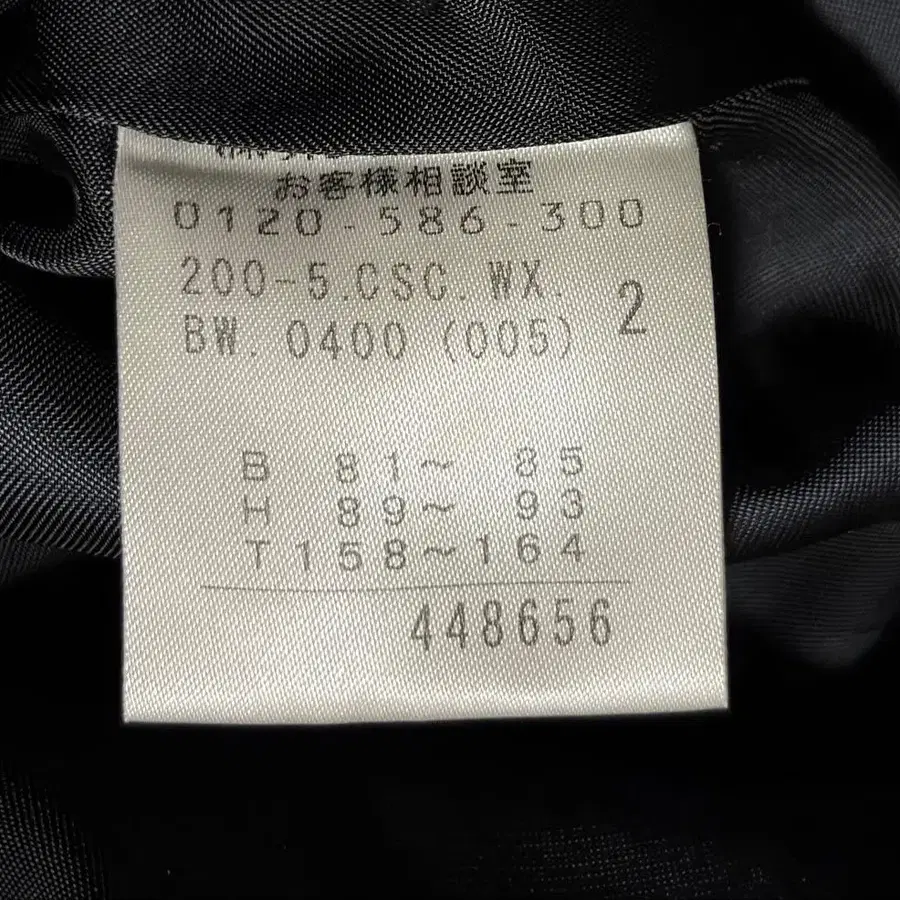 お客様相談室
0120-586-300
200-5.CSC.WX.
2
BW. 0400 (005)
B 81~ 85
H 89~ 93
T158~164
448656